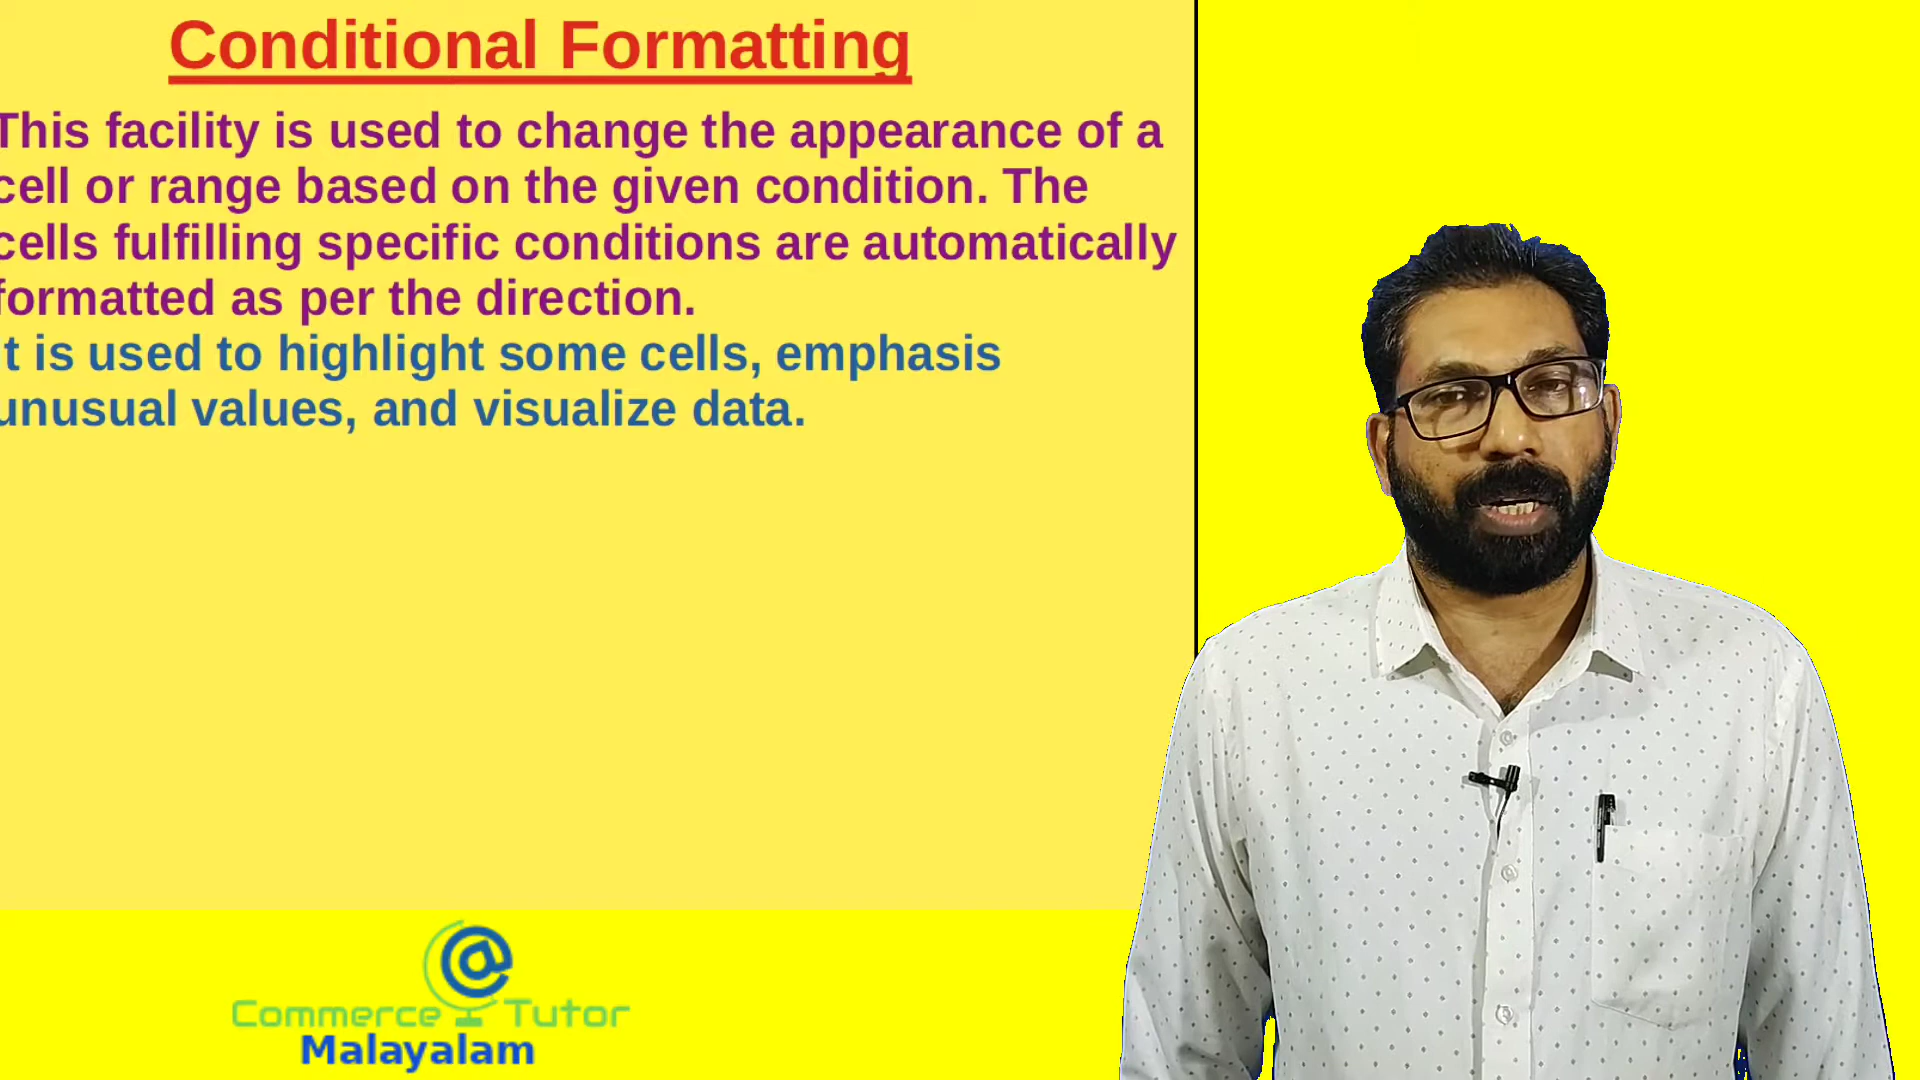 Conditional Formatting
This facility is used to change the appearance of a
cell or range based on the given condition. The
cells fulfilling specific conditions are automatically
formatted as per the direction.
t is used to highlight some cells, emphasis
unusual values, and visualize data.
@
Commerce Tutor
Malayalam